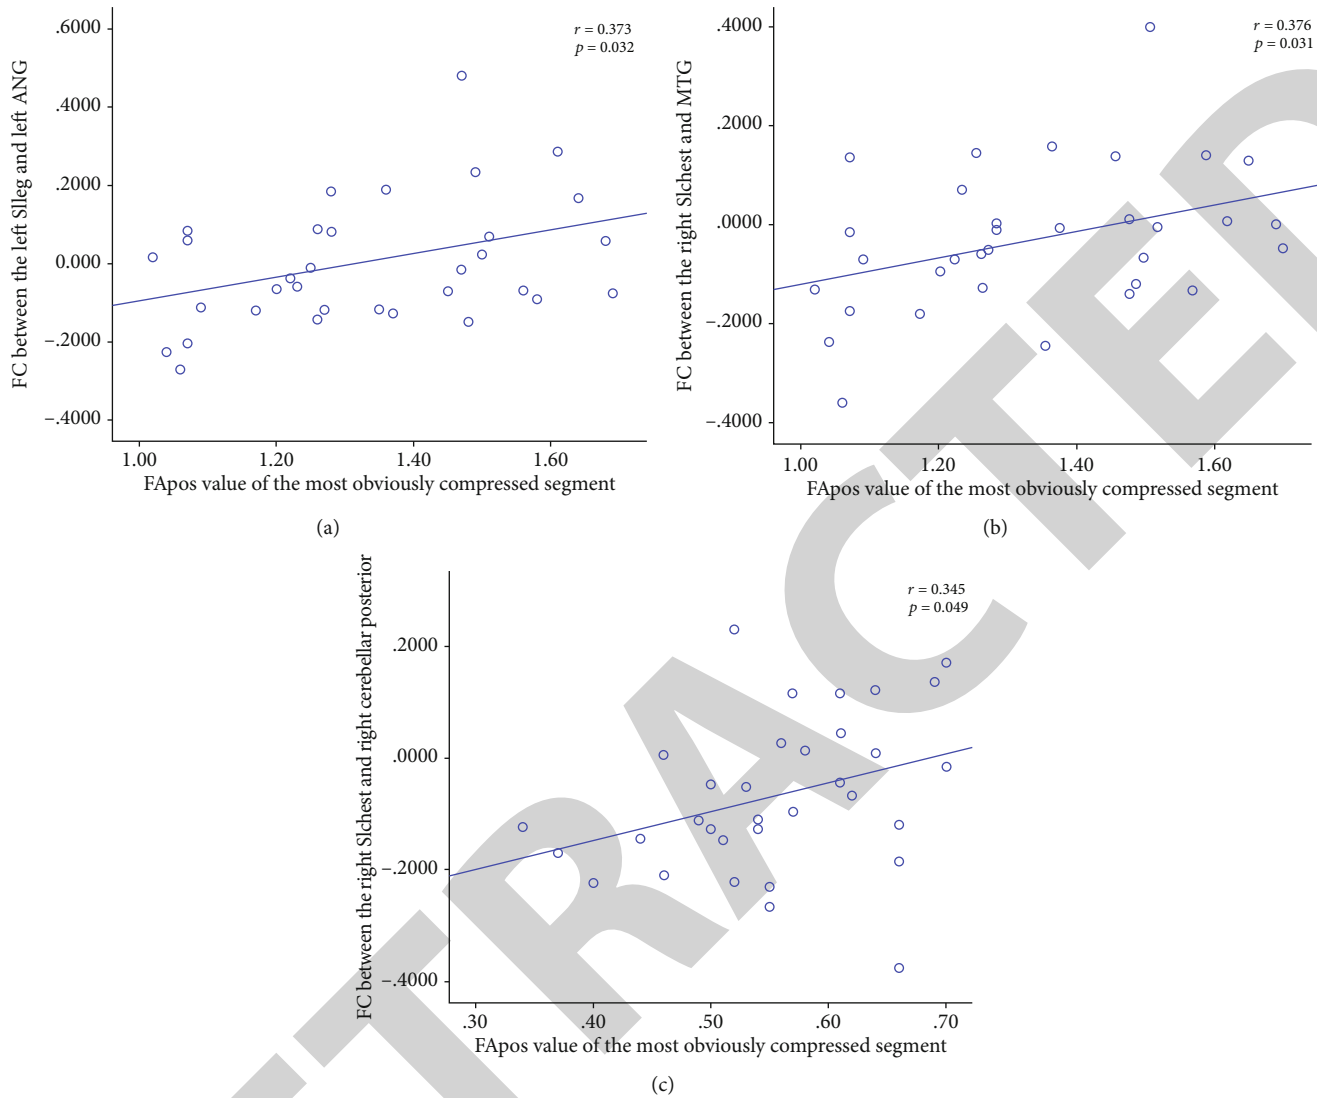 .6000
.4000
.2000
.0000
−.2000
−.4000
1.00 1.20 1.40 1.60
FC between the left SIleg and left ANG
r = 0.373
p = 0.032
FApos value of the most obviously compressed segment
(a)
.4000
.2000
.0000
−.2000
−.4000
1.00 1.20 1.40 1.60
FC between the right SIchest and MTG
r = 0.376
p = 0.031
FApos value of the most obviously compressed segment
(b)
.2000
.0000
−.2000
−.4000
.30 .40 .50 .60 .70
FC between the right SIchest and right cerebellar posterior
r = 0.345
p = 0.049
FApos value of the most obviously compressed segment
(c)
TRACTED